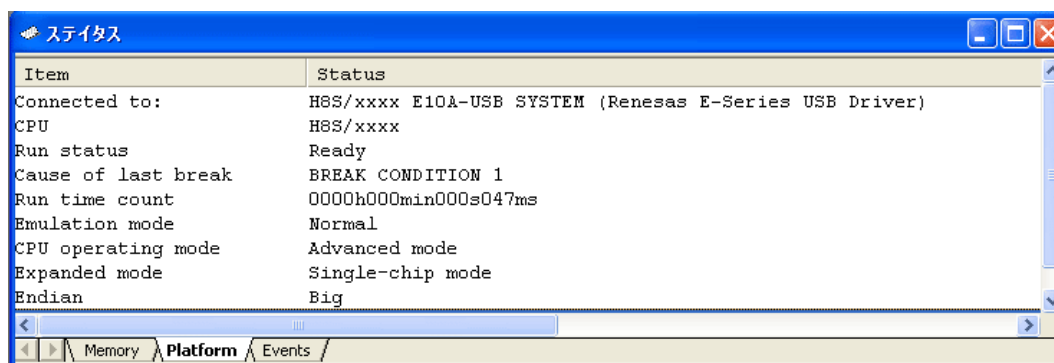 ステイタス
Item Status
Connected to: H8S/xxxx E10A-USB SYSTEM (Renesas E-Series USB Driver)
CPU H8S/xxxx
Run status Ready
Cause of last break BREAK CONDITION 1
Run time count 0000h000min000s047ms
Emulation mode Normal
CPU operating mode Advanced mode
Expanded mode Single-chip mode
Endian Big
Memory Platform Events